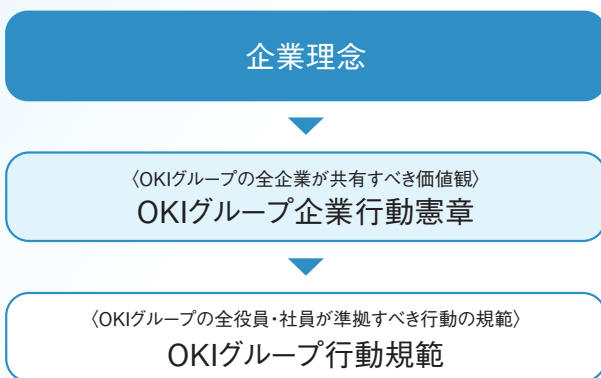 企業理念
〈OKIグループの全企業が共有すべき価値観〉
OKIグループ企業行動憲章
〈OKIグループの全役員・社員が準拠すべき行動の規範〉
OKIグループ行動規範